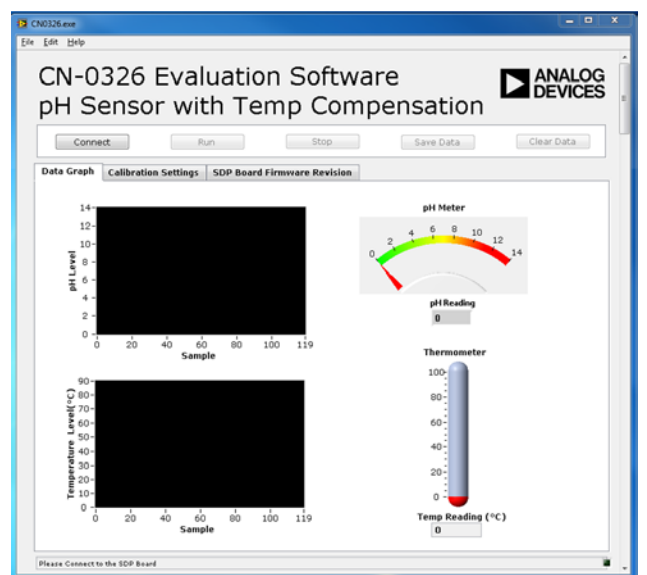 CN0326.exe
File Edit Help
CN-0326 Evaluation Software
pH Sensor with Temp Compensation
ANALOG
DEVICES
Connect Run Stop Save Data Clear Data
Data Graph Calibration Settings SDP Board Firmware Revision
pH Level
14
12
10
8
6
4
2
0
0 20 40 60 80 100 119
Sample
pH Meter
0 2 4 6 8 10 12 14
pH Reading
0
Temperature Level(°C)
90
80
70
60
50
40
30
20
10
0
0 20 40 60 80 100 119
Sample
Thermometer
100
80
60
40
20
0
Temp Reading (°C)
0
Please Connect to the SDP Board